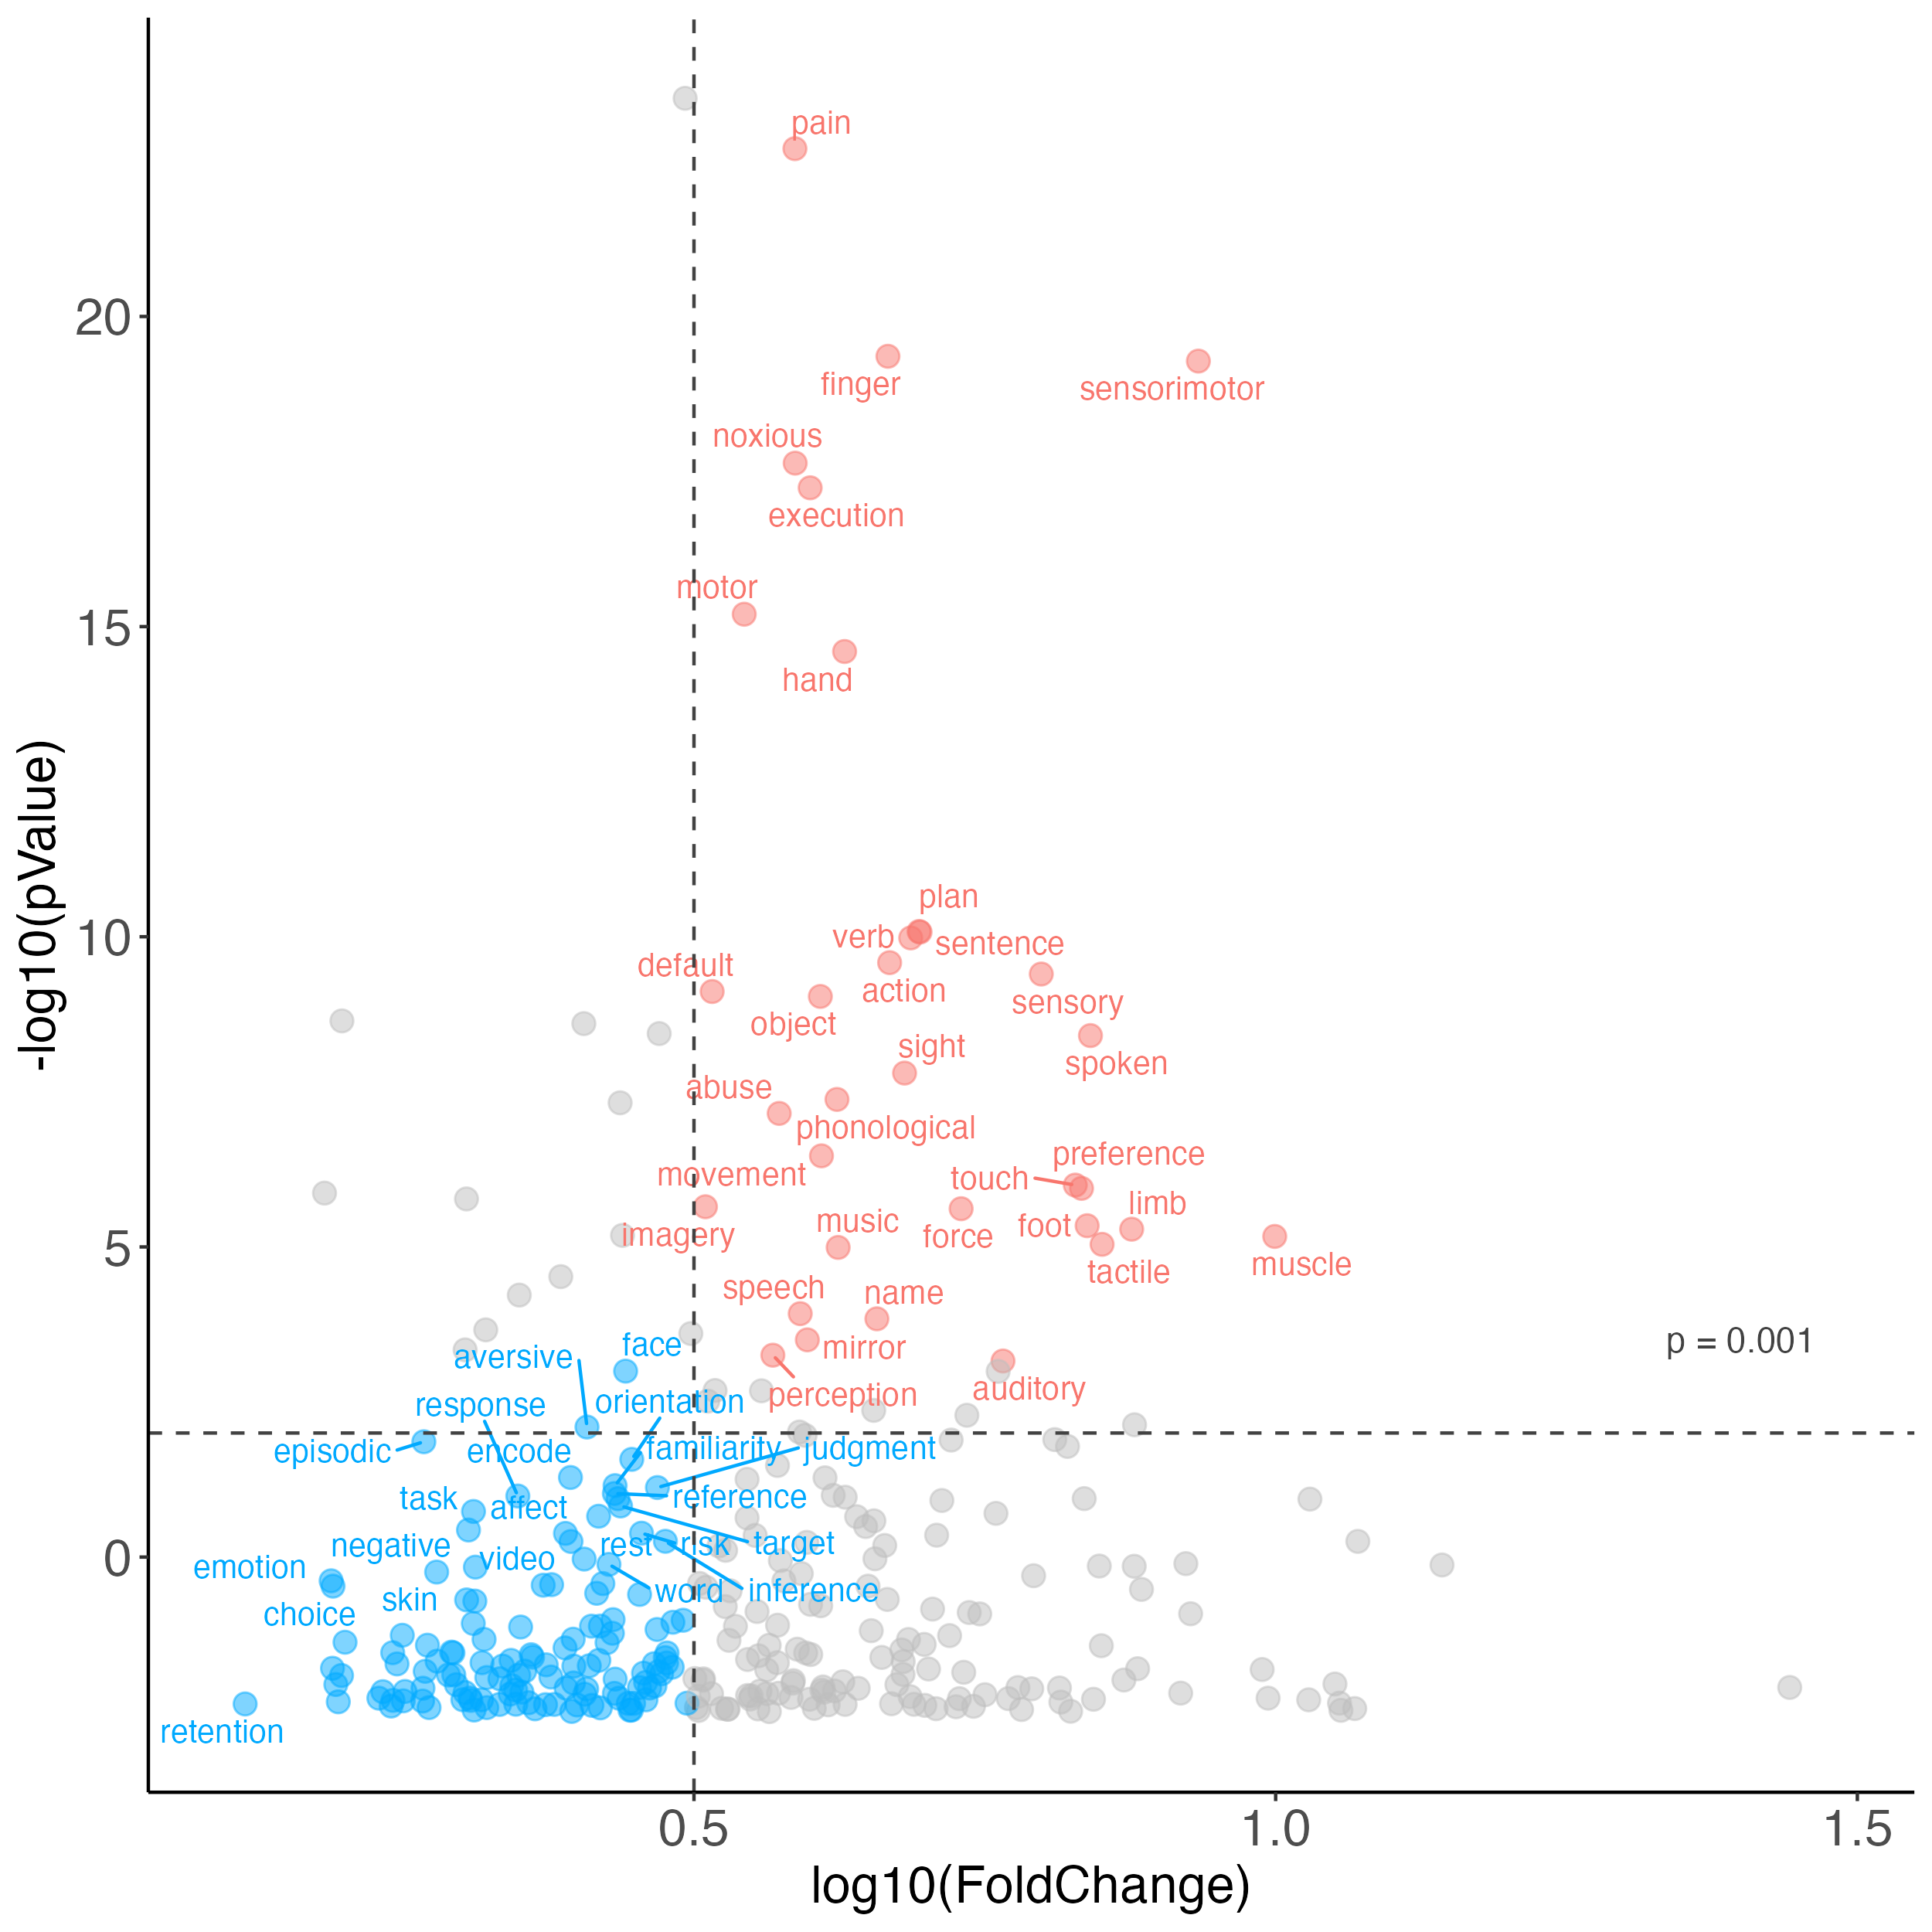 pain
20
finger
sensorimotor
noxious
execution
motor
15
hand
-log10(pValue)
plan
10
verb
sentence
default
action
sensory
object
sight
spoken
abuse
phonological
preference
movement
touch
limb
music
foot
imagery
force
5
tactile
muscle
speech
name
face
mirror
p = 0.001
aversive
perception
auditory
response
orientation
episodic
encode
familiarity
judgment
task
affect
reference
negative
rest
risk
target
emotion
video
skin
word
inference
choice
0
retention
0.5
1.0
1.5
log10(FoldChange)